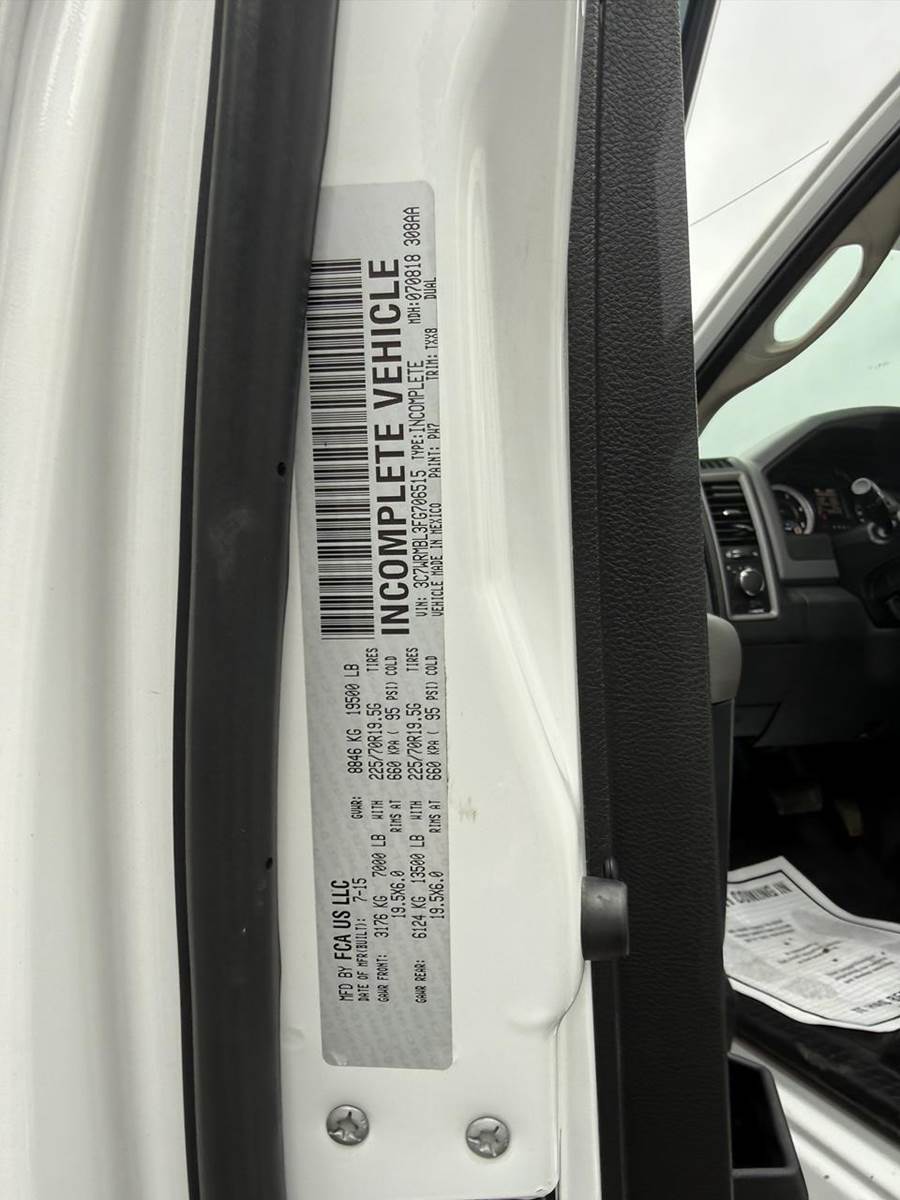 MFD BY FCA US LLC
DATE OF MFR(BUILT): 7-15 GVWR: 8846 KG 19500 LB
GAWR FRONT: 3176 KG 7000 LB WITH 225/70R19.5G TIRES
19.5X6.0 RIMS AT 660 KPA ( 95 PSI) COLD
GAWR REAR: 6124 KG 13500 LB WITH 225/70R19.5G TIRES
19.5X6.0 RIMS AT 660 KPA ( 95 PSI) COLD
INCOMPLETE VEHICLE
MDH:070818 308AA
VIN: 3C7WRMBL3FG706515 TYPE:INCOMPLETE DUAL
VEHICLE MADE IN MEXICO PAINT: PW7 TRIM: TXX8
COMING IN